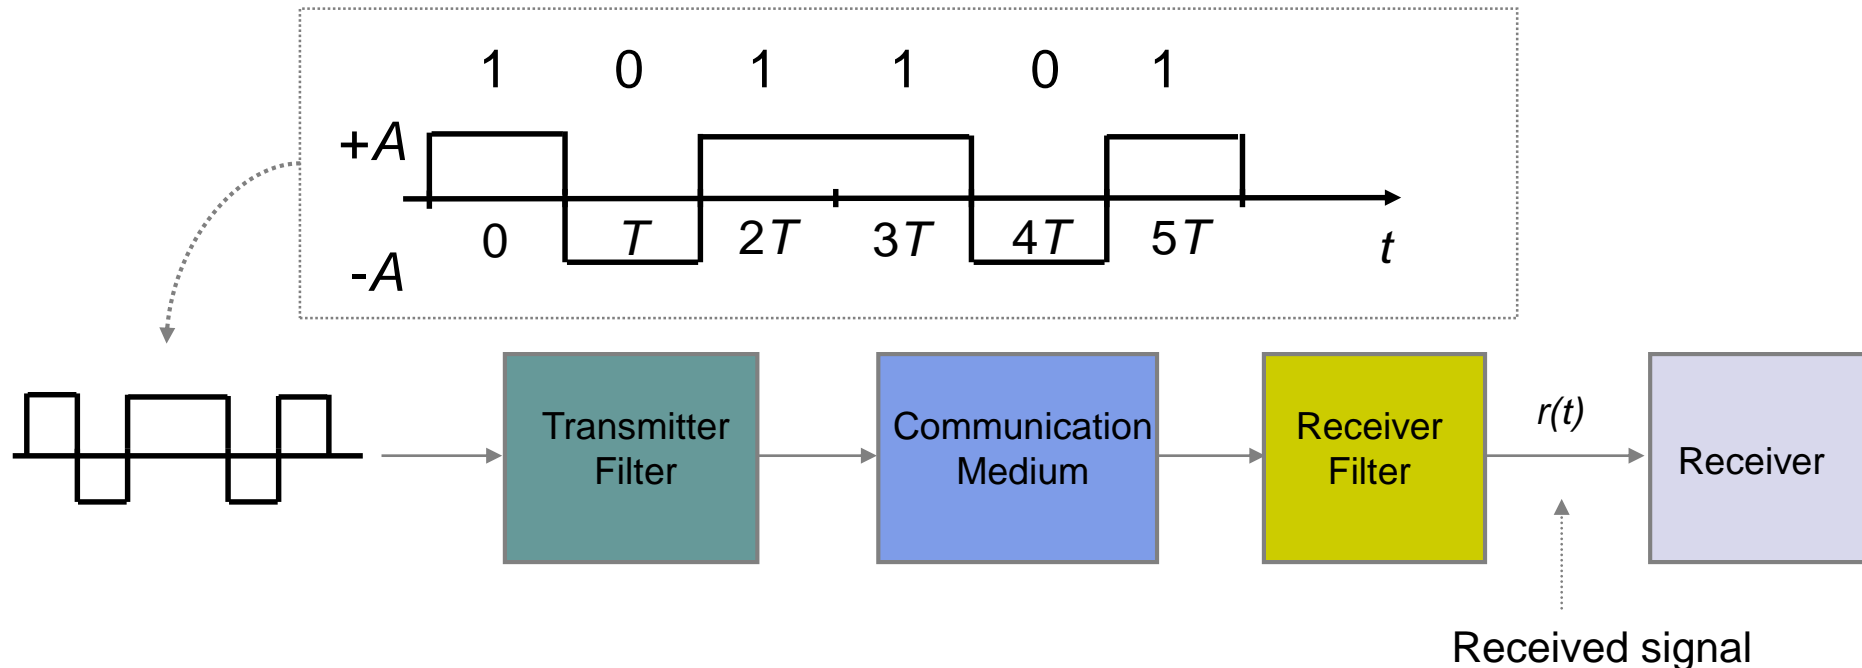 1 0 1 1 0 1
+A
0 T 2T 3T 4T 5T t
-A
Transmitter
Filter
Communication
Medium
Receiver
Filter
r(t)
Receiver
Received signal